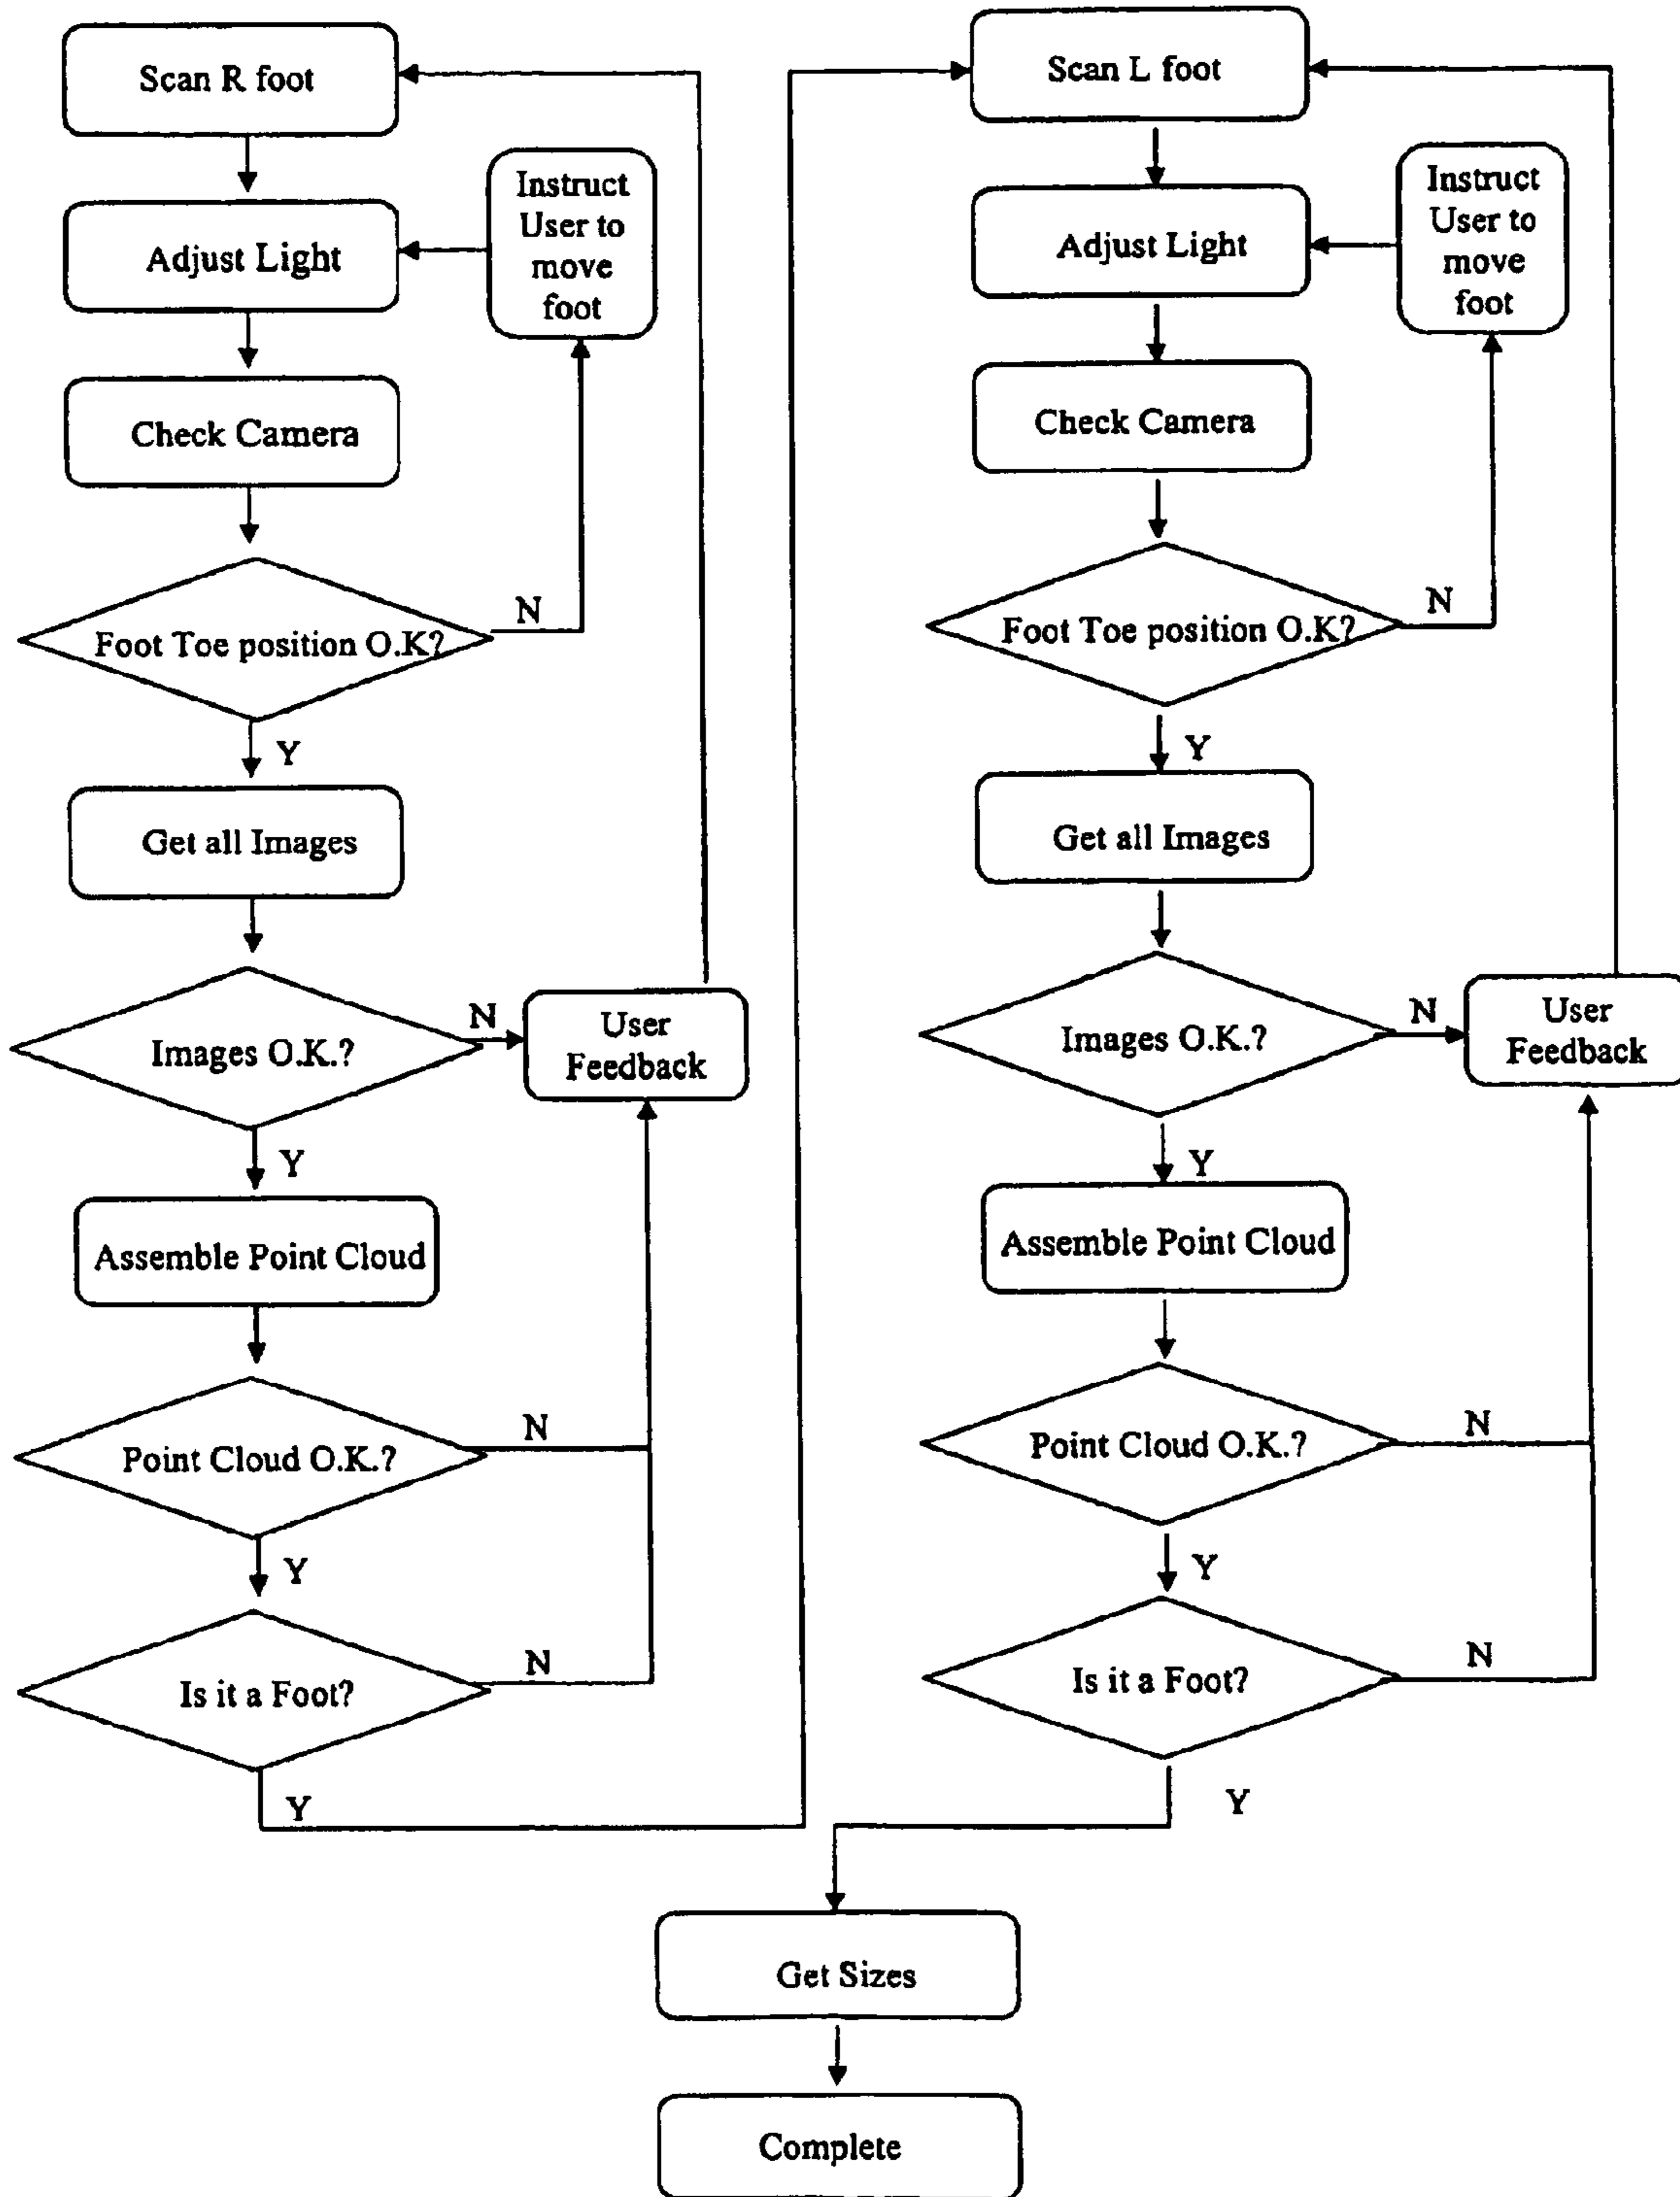 Scan R foot
Instruct
User to
move
foot
Adjust Light
Check Camera
N
Foot Toe position O.K?
Y
Get all Images
N
Images O.K.?
User
Feedback
Y
Assemble Point Cloud
N
Point Cloud O.K.?
Y
N
Is it a Foot?
Y
Scan L foot
Instruct
User to
move
foot
Adjust Light
Check Camera
N
Foot Toe position O.K?
Y
Get all Images
N
Images O.K.?
User
Feedback
Y
Assemble Point Cloud
N
Point Cloud O.K.?
Y
N
Is it a Foot?
Y
Get Sizes
Complete